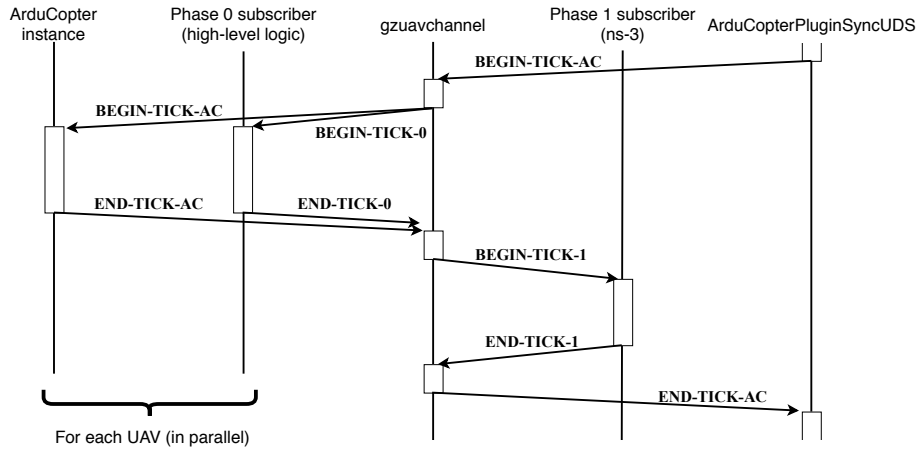 ArduCopter
instance
Phase 0 subscriber
(high-level logic)
gzuavchannel
Phase 1 subscriber
(ns-3)
ArduCopterPluginSyncUDS
BEGIN-TICK-AC
BEGIN-TICK-AC
BEGIN-TICK-0
END-TICK-AC
END-TICK-0
BEGIN-TICK-1
END-TICK-1
END-TICK-AC
For each UAV (in parallel)